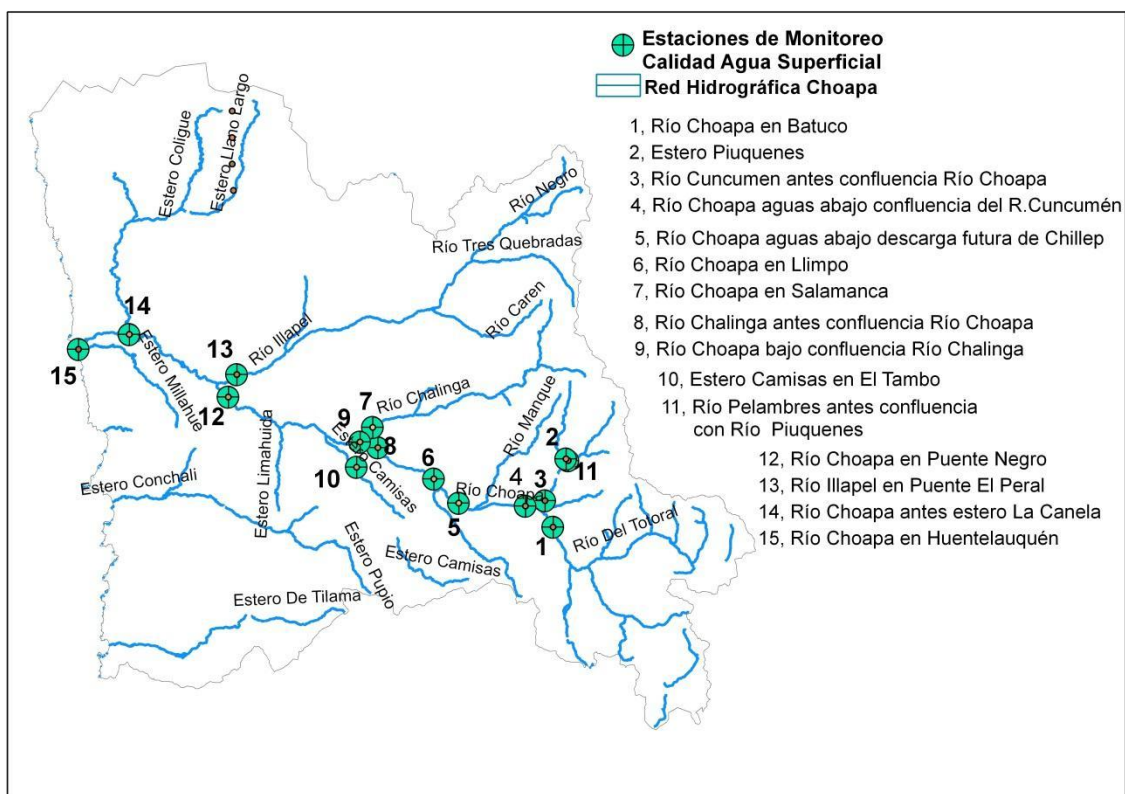 Estaciones de Monitoreo
Calidad Agua Superficial
Red Hidrográfica Choapa
1, Río Choapa en Batuco
2, Estero Piuquenes
3, Río Cuncumen antes confluencia Río Choapa
4, Río Choapa aguas abajo confluencia del R.Cuncumén
5, Río Choapa aguas abajo descarga futura de Chillep
6, Río Choapa en Llimpo
7, Río Choapa en Salamanca
8, Río Chalinga antes confluencia Río Choapa
9, Río Choapa bajo confluencia Río Chalinga
10, Estero Camisas en El Tambo
11, Río Pelambres antes confluencia
con Río Piuquenes
12, Río Choapa en Puente Negro
13, Río Illapel en Puente El Peral
14, Río Choapa antes estero La Canela
15, Río Choapa en Huentelauquén
Estero Coligue
Estero Llano Largo
Río Negro
Río Tres Quebradas
Río Caren
14
Estero Millahue
15
13
Río Illapel
12
Estero Limahuida
7
Río Chalinga
9
8
Estero Camisas
10
Río Manque
6
2
11
Río Choapa
4
3
5
1
Río Del Totoral
Estero Conchalí
Estero Pupio
Estero Camisas
Estero De Tilama